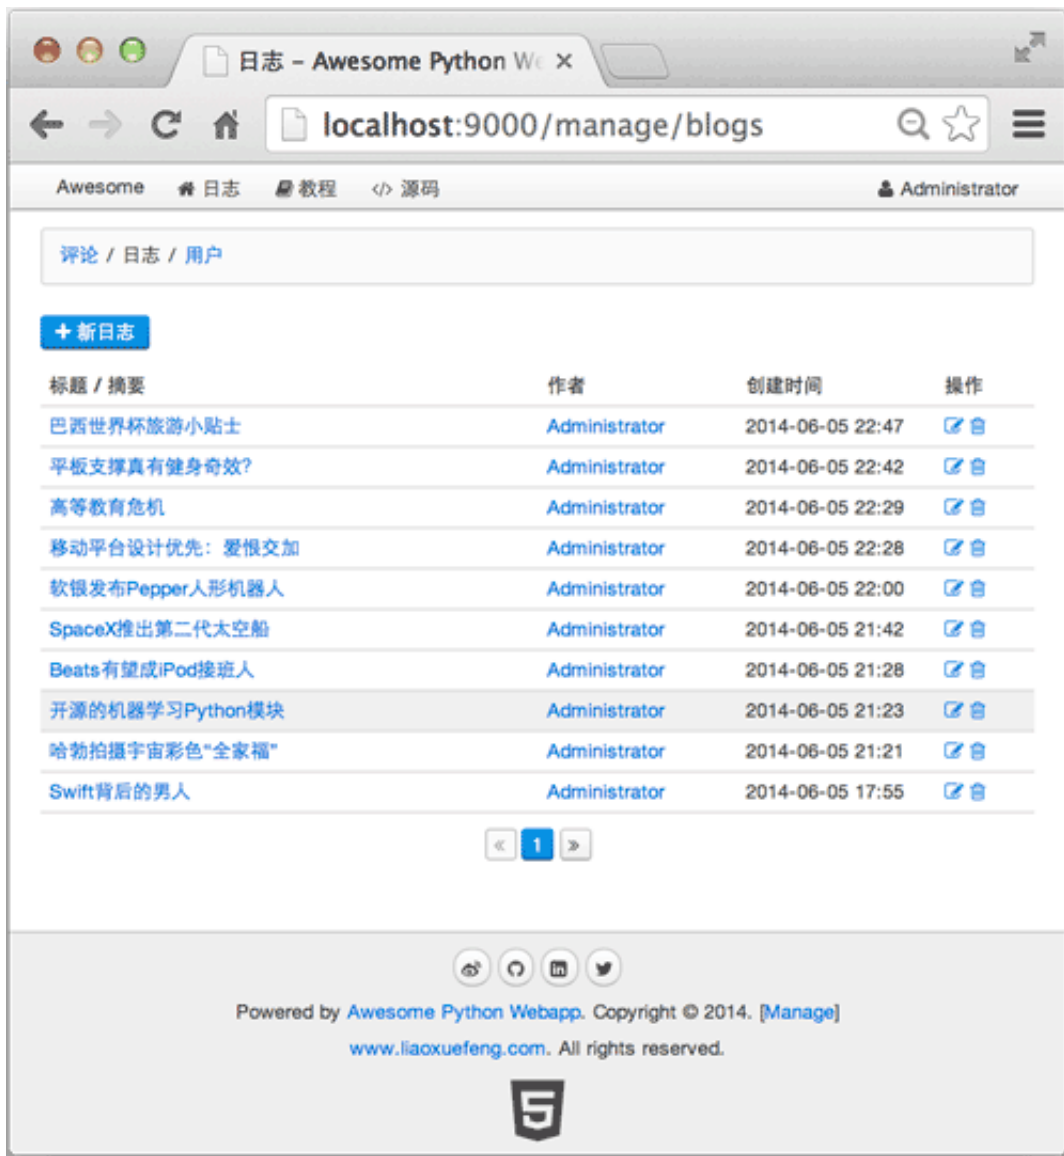 日志 – Awesome Python We
localhost:9000/manage/blogs
Awesome 日志 教程 源码 Administrator
评论 / 日志 / 用户
新日志
标题 / 摘要 作者 创建时间 操作
巴西世界杯旅游小贴士 Administrator 2014-06-05 22:47
平板支撑真有健身奇效? Administrator 2014-06-05 22:42
高等教育危机 Administrator 2014-06-05 22:29
移动平台设计优先：爱恨交加 Administrator 2014-06-05 22:28
软银发布Pepper人形机器人 Administrator 2014-06-05 22:00
SpaceX推出第二代太空船 Administrator 2014-06-05 21:42
Beats有望成iPod接班人 Administrator 2014-06-05 21:28
开源的机器学习Python模块 Administrator 2014-06-05 21:23
哈勃拍摄宇宙彩色"全家福" Administrator 2014-06-05 21:21
Swift背后的男人 Administrator 2014-06-05 17:55
« 1 »
Powered by Awesome Python Webapp. Copyright © 2014. [Manage]
www.liaoxuefeng.com. All rights reserved.